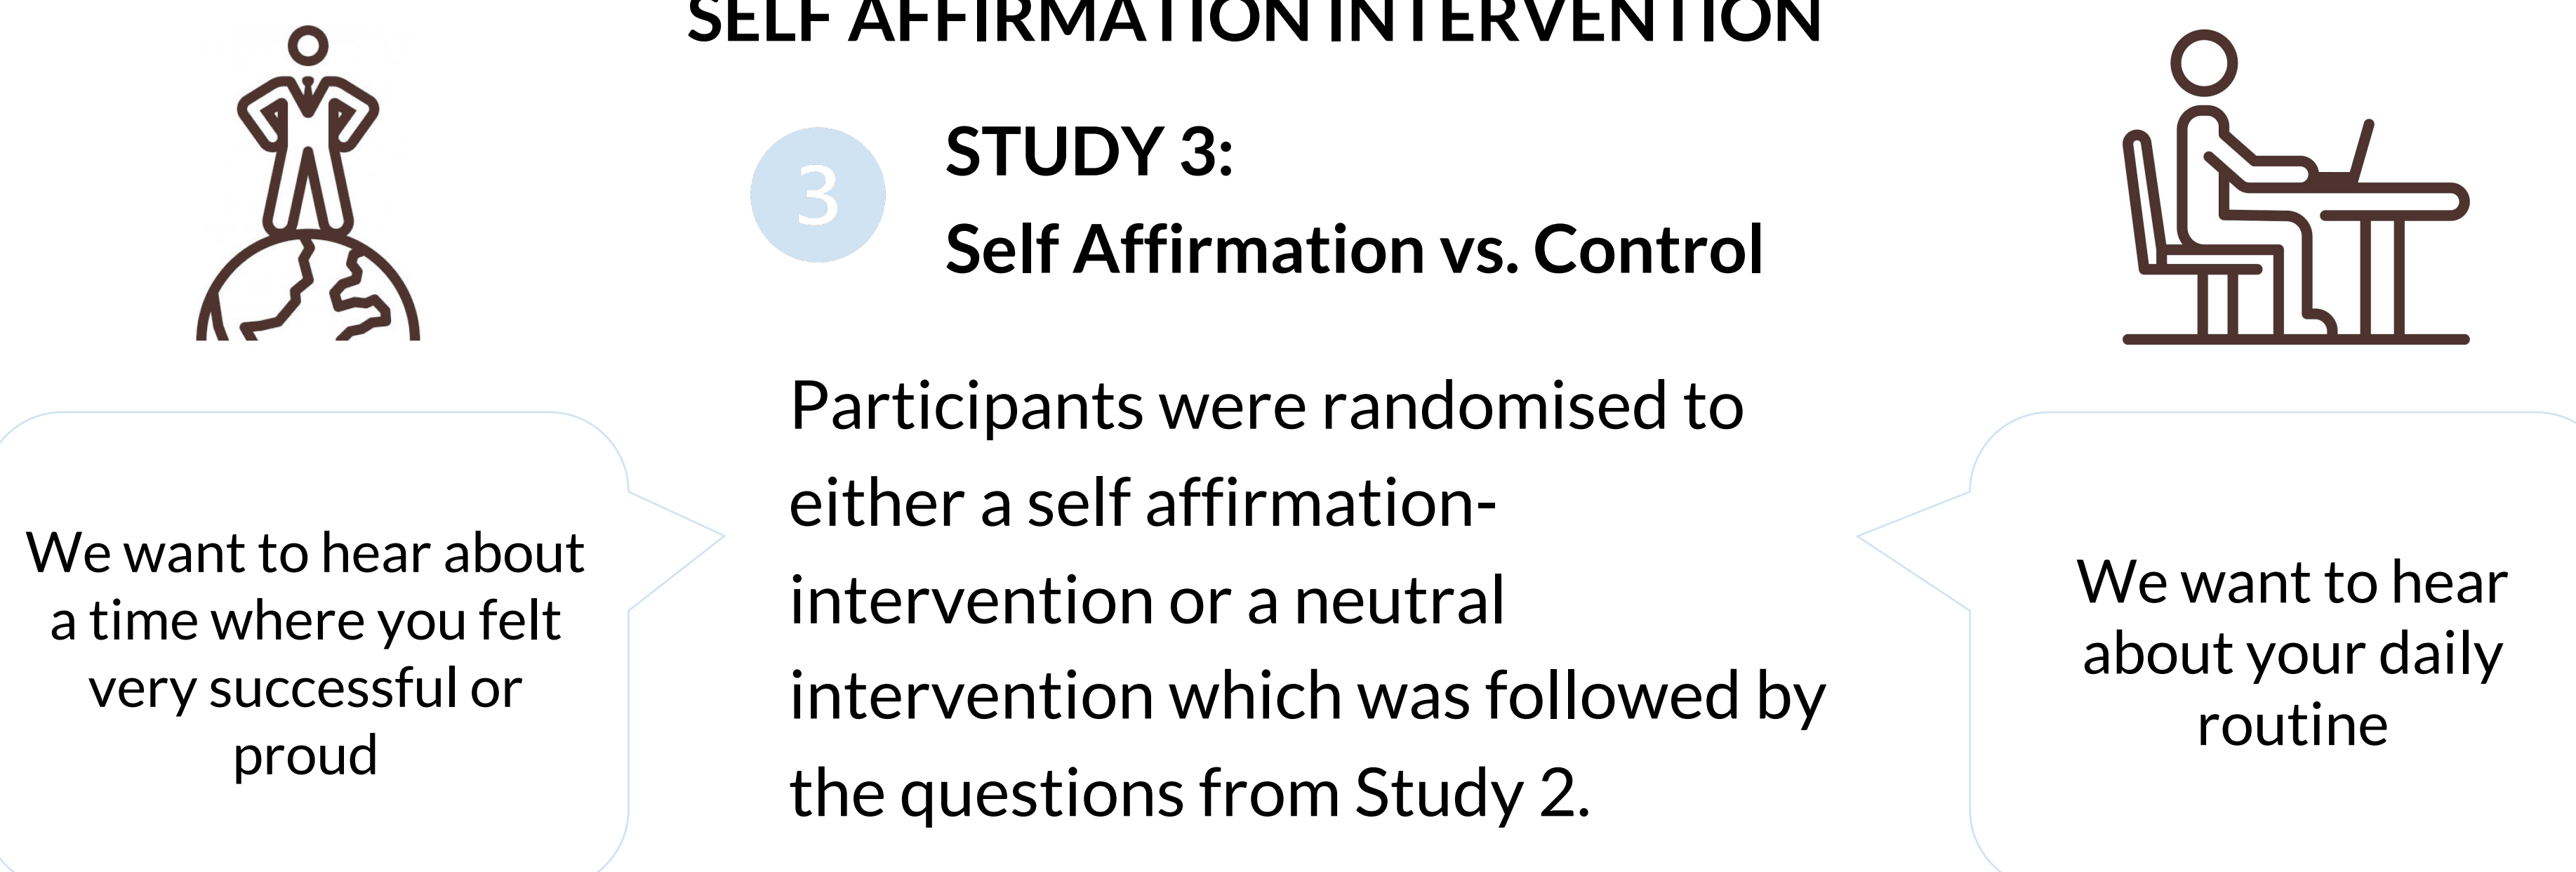 SELF AFFIRMATION INTERVENTION
3
STUDY 3:
Self Affirmation vs. Control
Participants were randomised to
either a self affirmation-
intervention or a neutral
intervention which was followed by
the questions from Study 2.
We want to hear about
a time where you felt
very successful or
proud
We want to hear
about your daily
routine